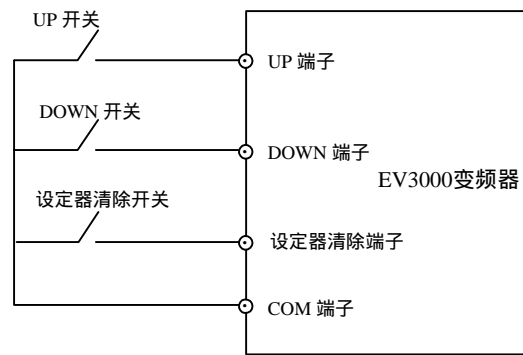 UP 开关
UP 端子
DOWN 开关
DOWN 端子
EV3000变频器
设定器清除开关
设定器清除端子
COM 端子